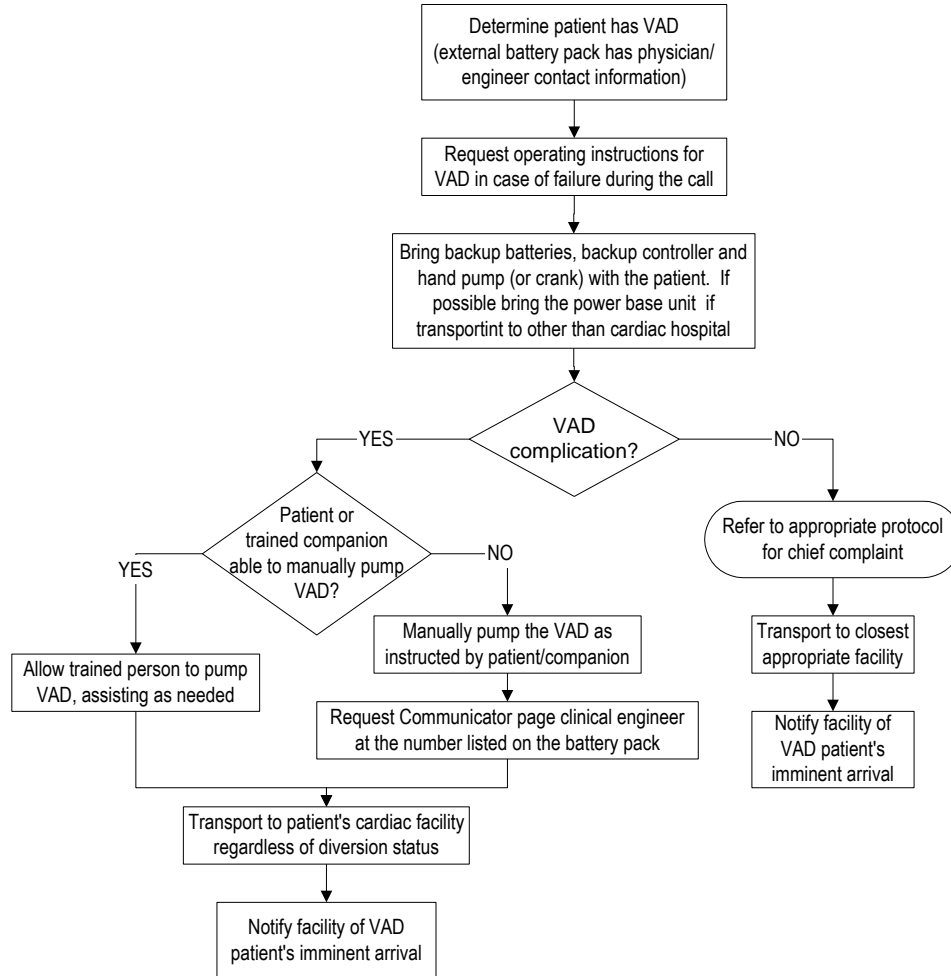 Determine patient has VAD
(external battery pack has physician/
engineer contact information)
Request operating instructions for
VAD in case of failure during the call
Bring backup batteries, backup controller and
hand pump (or crank) with the patient. If
possible bring the power base unit if
transportint to other than cardiac hospital
VAD
complication?
YES
NO
Patient or
trained companion
able to manually pump
VAD?
YES
NO
Refer to appropriate protocol
for chief complaint
Allow trained person to pump
VAD, assisting as needed
Manually pump the VAD as
instructed by patient/companion
Request Communicator page clinical engineer
at the number listed on the battery pack
Transport to closest
appropriate facility
Notify facility of
VAD patient's
imminent arrival
Transport to patient's cardiac facility
regardless of diversion status
Notify facility of VAD
patient's imminent arrival